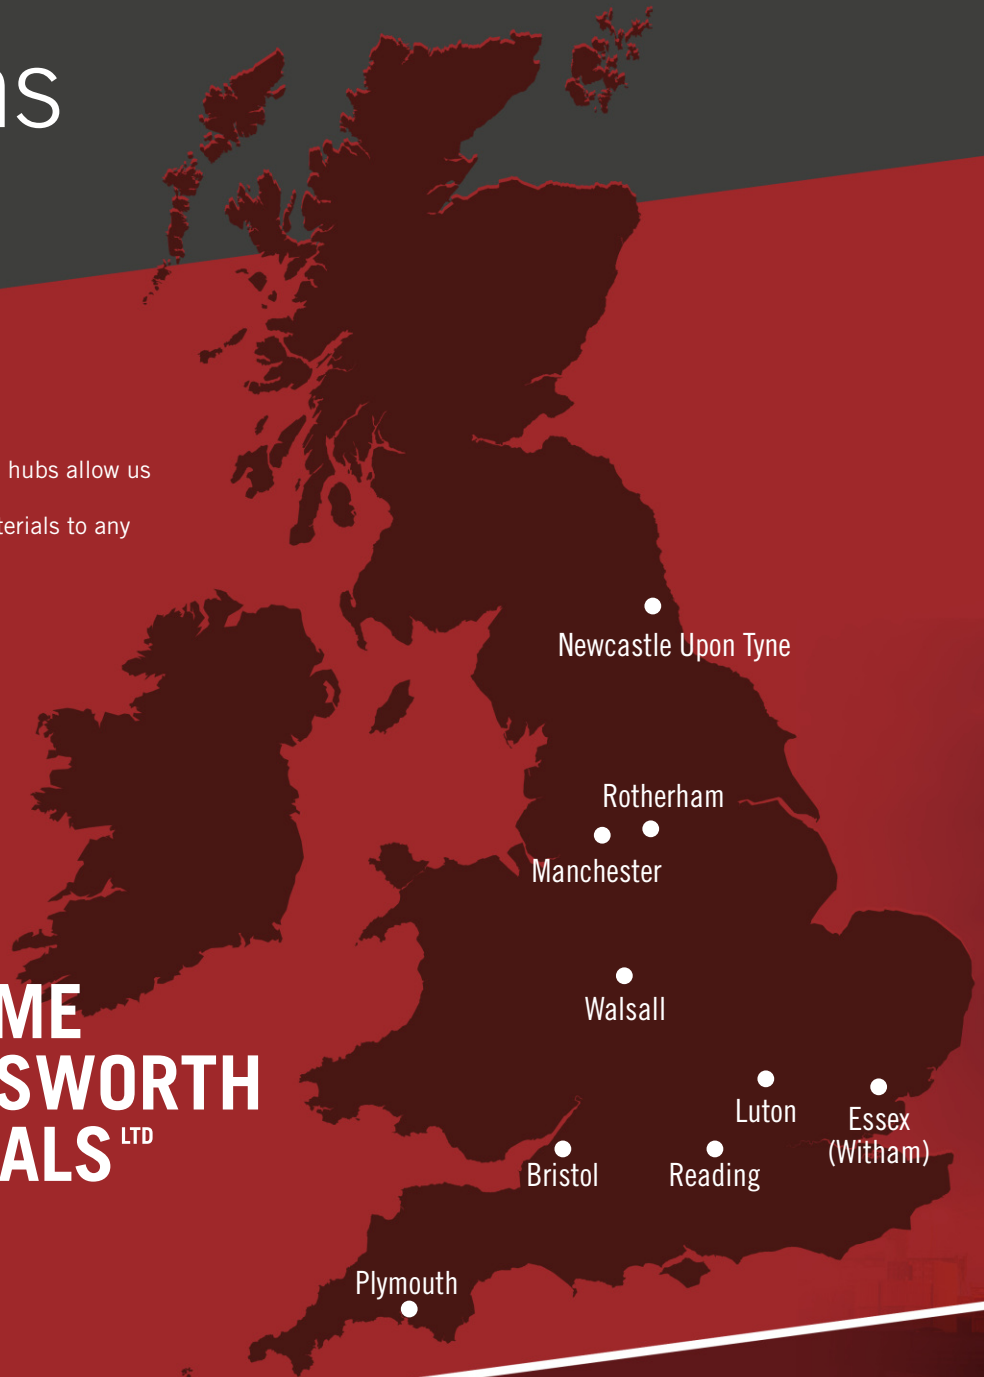 ns
hubs allow us
terials to any
Newcastle Upon Tyne
Rotherham
Manchester
Walsall
Luton
Essex
(Witham)
Bristol
Reading
Plymouth
ME
SWORTH
ALS LTD